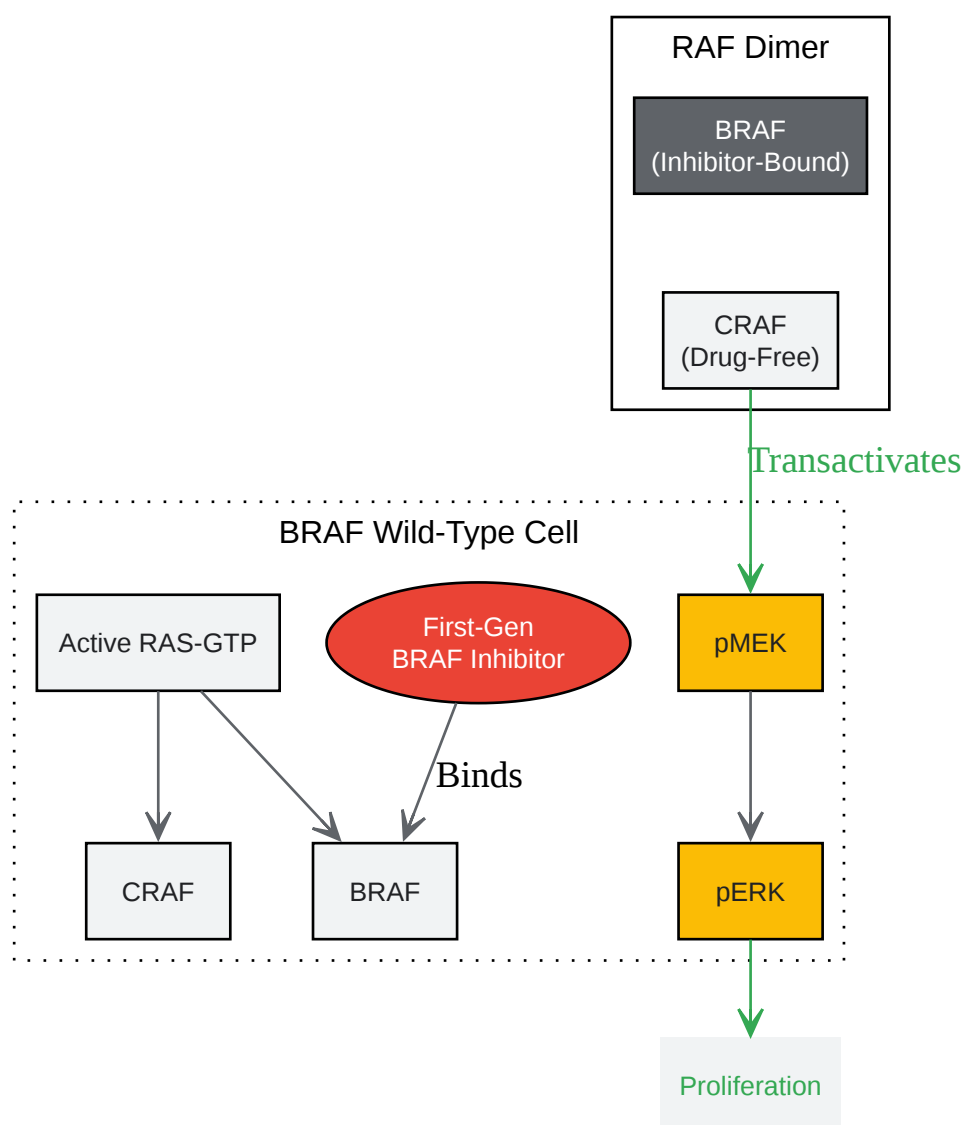 RAF Dimer
BRAF
(Inhibitor-Bound)
CRAF
(Drug-Free)
Transactivates
BRAF Wild-Type Cell
Active RAS-GTP
First-Gen
BRAF Inhibitor
pMEK
Binds
CRAF
BRAF
pERK
Proliferation